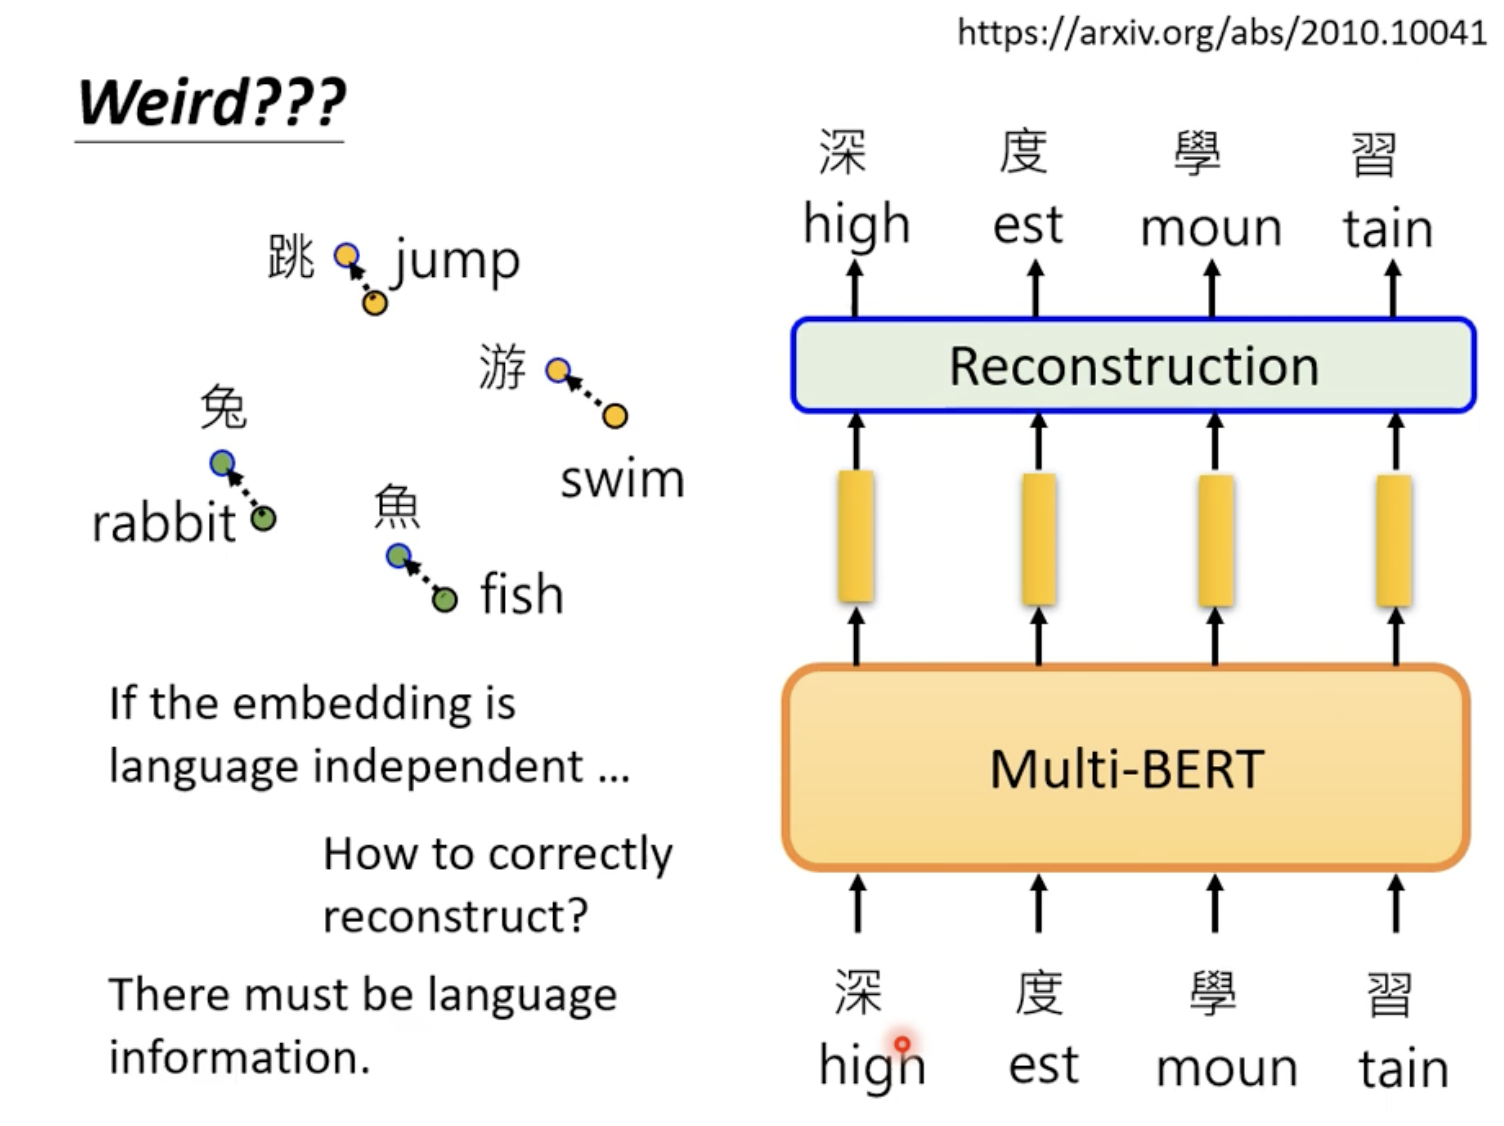 https://arxiv.org/abs/2010.10041
Weird???
跳 jump
游
swim
兔
rabbit
魚
fish
If the embedding is
language independent ...
How to correctly
reconstruct?
There must be language
information.
深 度 學 習
high est moun tain
Reconstruction
Multi-BERT
深 度 學 習
high est moun tain